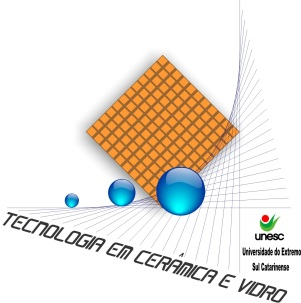 unesc
Universidade do Extremo
Sul Catarinense
TECNOLOGIA EM CERÂMICA E VIDRO